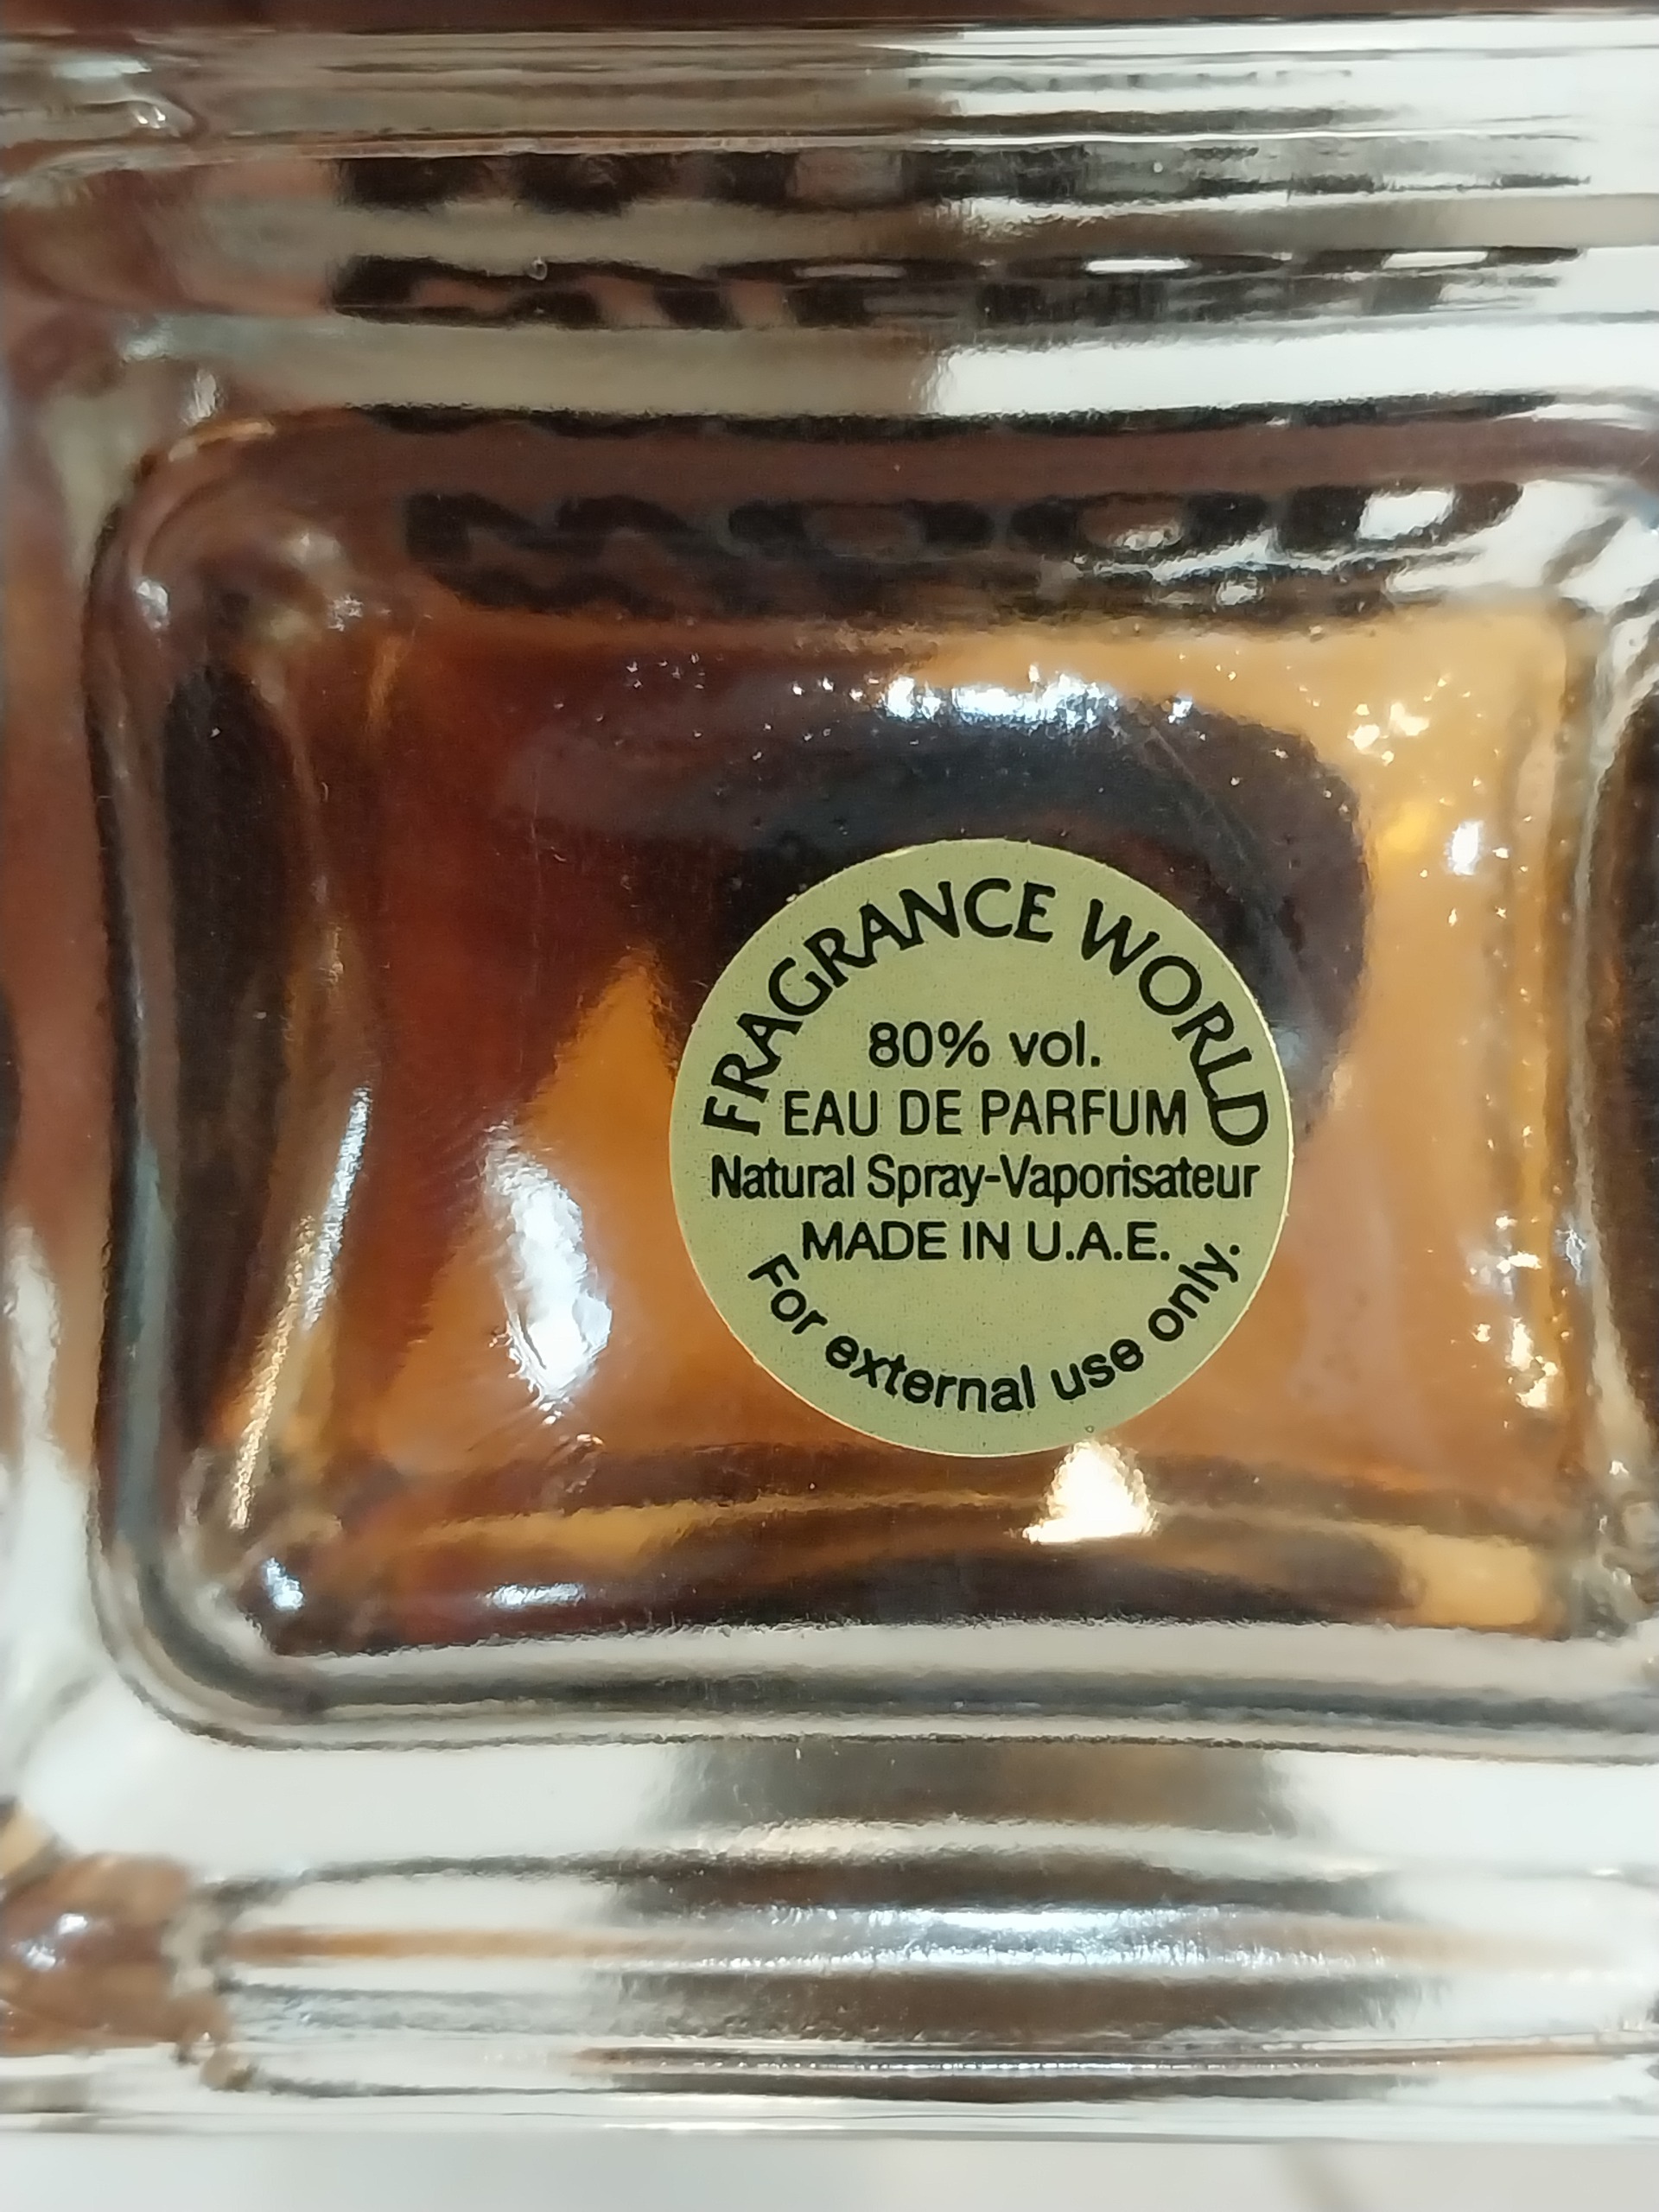 FRAGRANCE WORLD
80% vol.
EAU DE PARFUM
Natural Spray-Vaporisateur
MADE IN U.A.E.
For external use only.